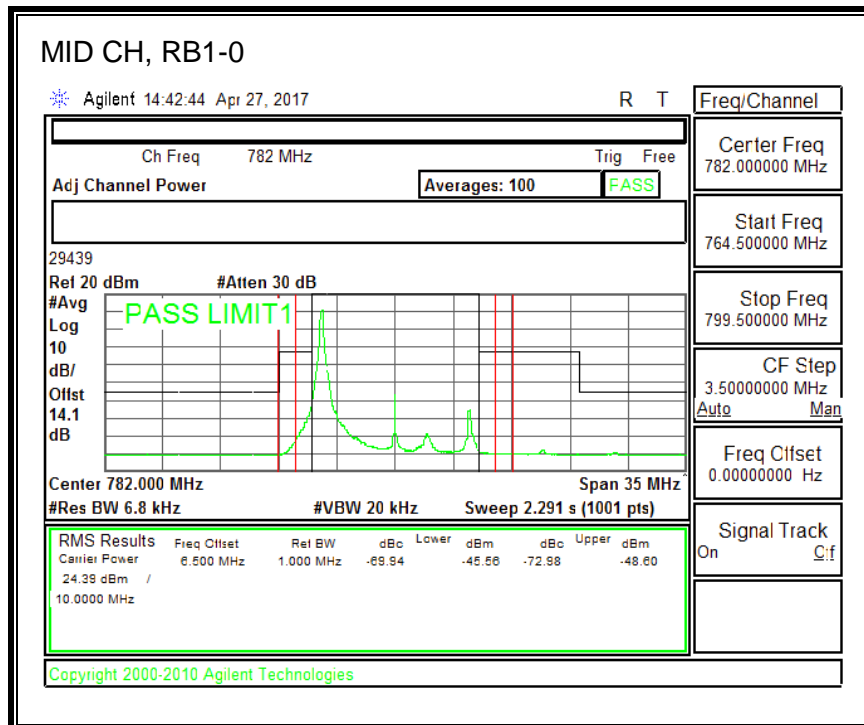 MID CH, RB1-0
Agilent 14:42:44 Apr 27, 2017 R T
Freq/Channel
Ch Freq 782 MHz Trig Free
Adj Channel Power Averages: 100 PASS
29439
Ref 20 dBm #Atten 30 dB
#Avg
Log
10
dB/
Offst
14.1
dB
PASS LIMIT1
Center 782.000 MHz Span 35 MHz
#Res BW 6.8 kHz #VBW 20 kHz Sweep 2.291 s (1001 pts)
RMS Results Freq Offset Ref BW dBc Lower dBm dBc Upper dBm
Carrier Power 6.500 MHz 1.000 MHz -69.94 -45.56 -72.98 -48.60
24.39 dBm /
10.0000 MHz
Center Freq
782.000000 MHz
Start Freq
764.500000 MHz
Stop Freq
799.500000 MHz
CF Step
3.50000000 MHz
Auto Man
Freq Offset
0.00000000 Hz
Signal Track
On Off
Copyright 2000-2010 Agilent Technologies